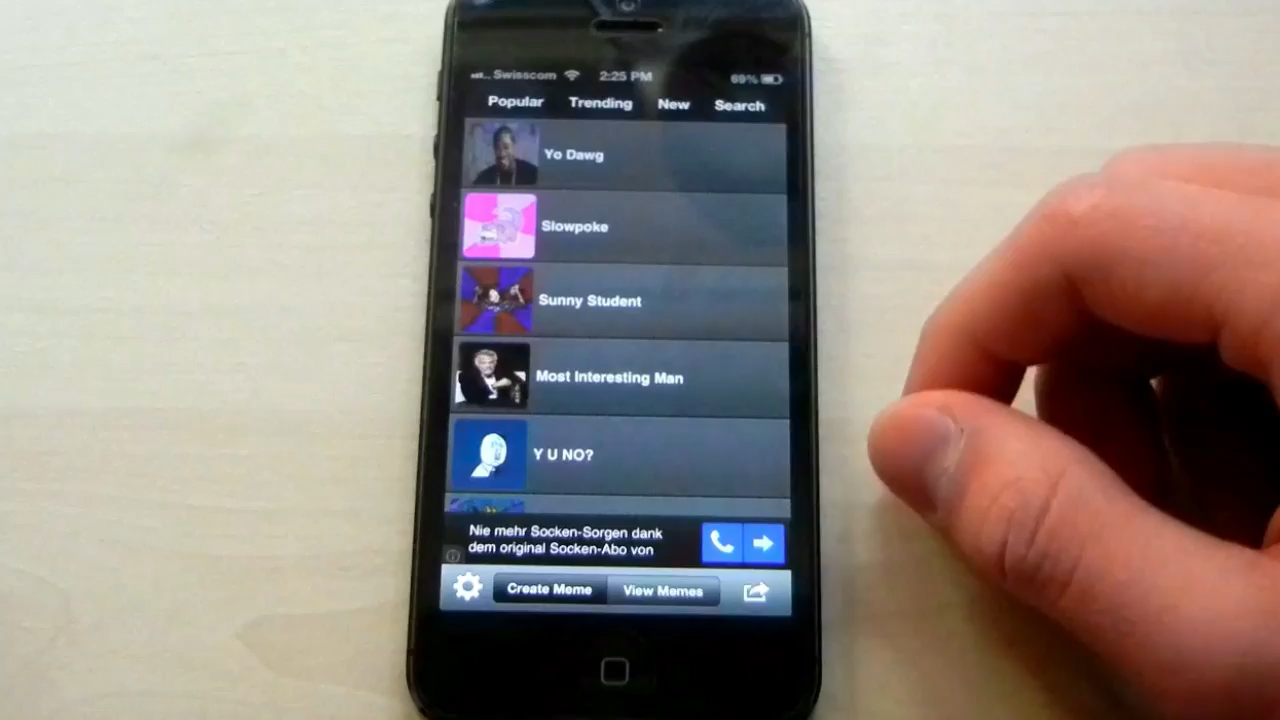 Swisscom 2:25 PM 69%
Popular Trending New Search
Yo Dawg
Slowpoke
Sunny Student
Most Interesting Man
Y U NO?
Nie mehr Socken-Sorgen dank
dem original Socken-Abo von
Create Meme View Memes